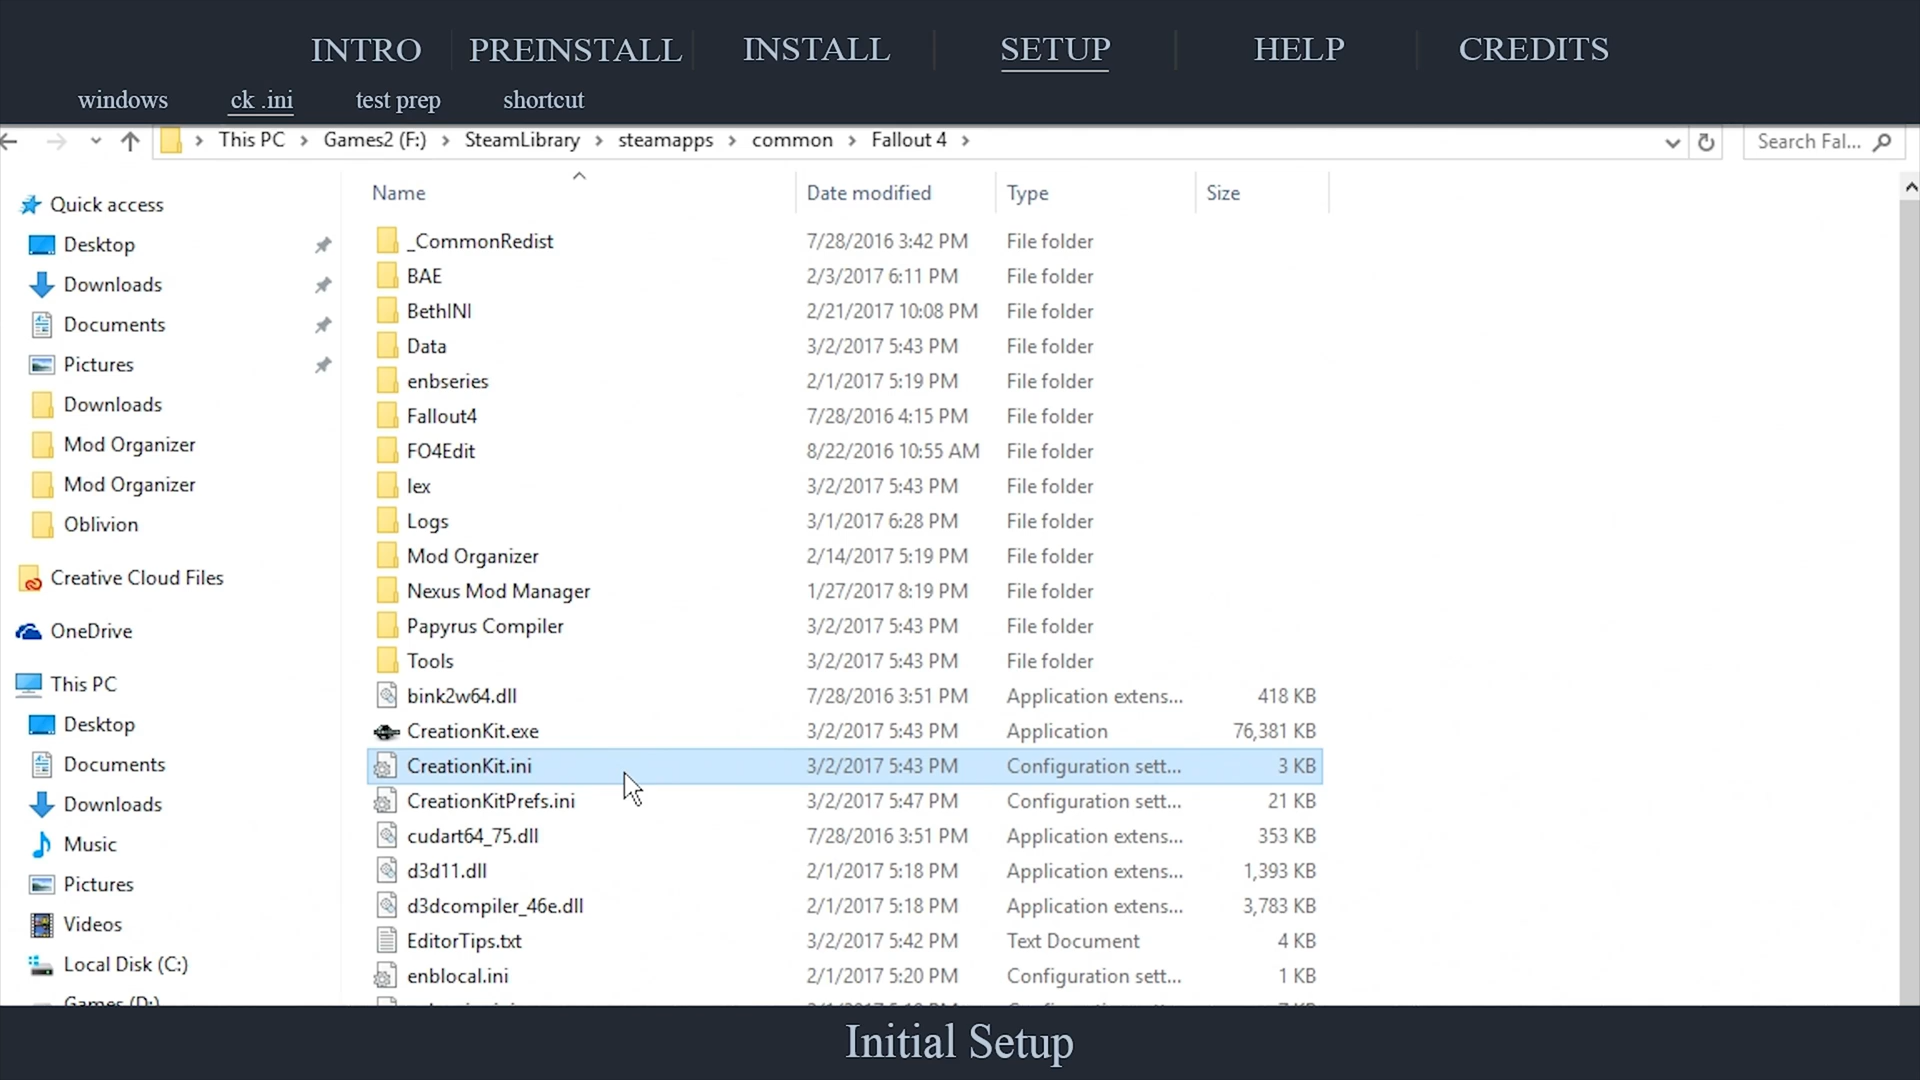 INTRO PREINSTALL INSTALL SETUP HELP CREDITS
windows ck .ini test prep shortcut
This PC Games2 (F:) SteamLibrary steamapps common Fallout 4 Search Fal...
Name Date modified Type Size
Quick access
Desktop
Downloads
Documents
Pictures
Downloads
Mod Organizer
Mod Organizer
Oblivion
Creative Cloud Files
OneDrive
This PC
Desktop
Documents
Downloads
Music
Pictures
Videos
Local Disk (C:)
Games (D:)
_CommonRedist 7/28/2016 3:42 PM File folder
BAE 2/3/2017 6:11 PM File folder
BethINI 2/21/2017 10:08 PM File folder
Data 3/2/2017 5:43 PM File folder
enbseries 2/1/2017 5:19 PM File folder
Fallout4 7/28/2016 4:15 PM File folder
FO4Edit 8/22/2016 10:55 AM File folder
lex 3/2/2017 5:43 PM File folder
Logs 3/1/2017 6:28 PM File folder
Mod Organizer 2/14/2017 5:19 PM File folder
Nexus Mod Manager 1/27/2017 8:19 PM File folder
Papyrus Compiler 3/2/2017 5:43 PM File folder
Tools 3/2/2017 5:43 PM File folder
bink2w64.dll 7/28/2016 3:51 PM Application extens... 418 KB
CreationKit.exe 3/2/2017 5:43 PM Application 76,381 KB
CreationKit.ini 3/2/2017 5:43 PM Configuration sett... 3 KB
CreationKitPrefs.ini 3/2/2017 5:47 PM Configuration sett... 21 KB
cudart64_75.dll 7/28/2016 3:51 PM Application extens... 353 KB
d3d11.dll 2/1/2017 5:18 PM Application extens... 1,393 KB
d3dcompiler_46e.dll 2/1/2017 5:18 PM Application extens... 3,783 KB
EditorTips.txt 3/2/2017 5:42 PM Text Document 4 KB
enblocal.ini 2/1/2017 5:20 PM Configuration sett... 1 KB
Initial Setup